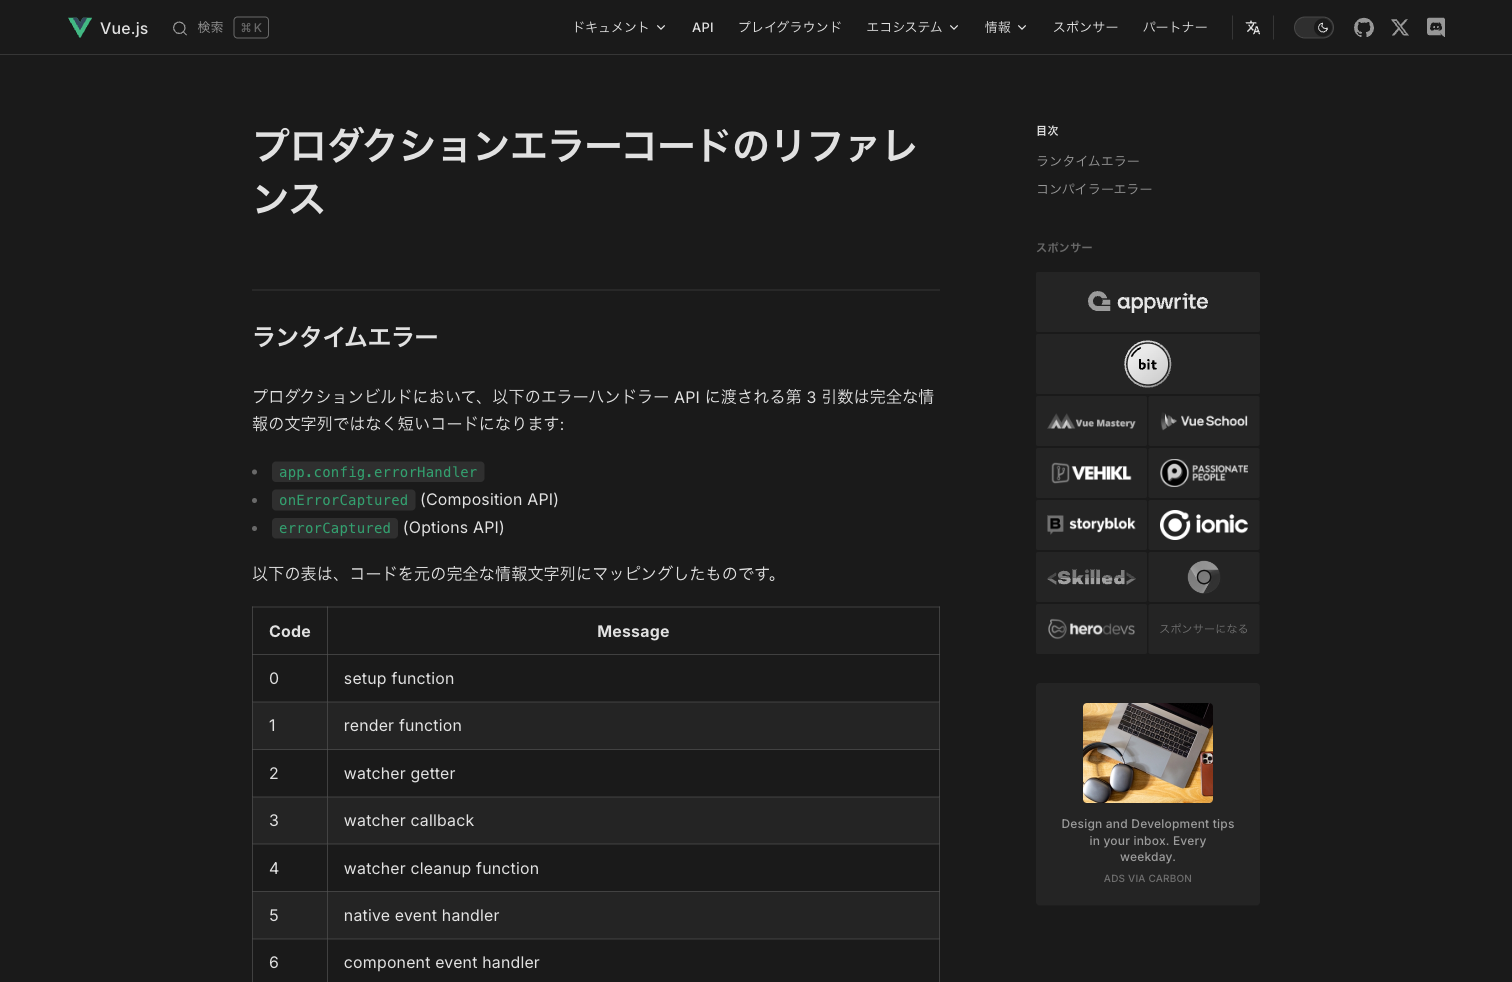 Vue.js
検索
⌘ K
ドキュメント
API
プレイグラウンド
エコシステム
情報
スポンサー
パートナー
プロダクションエラーコードのリファレ
ンス
ランタイムエラー
プロダクションビルドにおいて、以下のエラーハンドラー API に渡される第 3 引数は完全な情
報の文字列ではなく短いコードになります:
app.config.errorHandler
onErrorCaptured (Composition API)
errorCaptured (Options API)
以下の表は、コードを元の完全な情報文字列にマッピングしたものです。
Code Message
0 setup function
1 render function
2 watcher getter
3 watcher callback
4 watcher cleanup function
5 native event handler
6 component event handler
目次
ランタイムエラー
コンパイラーエラー
スポンサー
appwrite
bit
Vue Mastery
Vue School
VEHIKL
PASSIONATE
PEOPLE
storyblok
ionic
<Skilled>
herodevs
スポンサーになる
Design and Development tips
in your inbox. Every
weekday.
ADS VIA CARBON